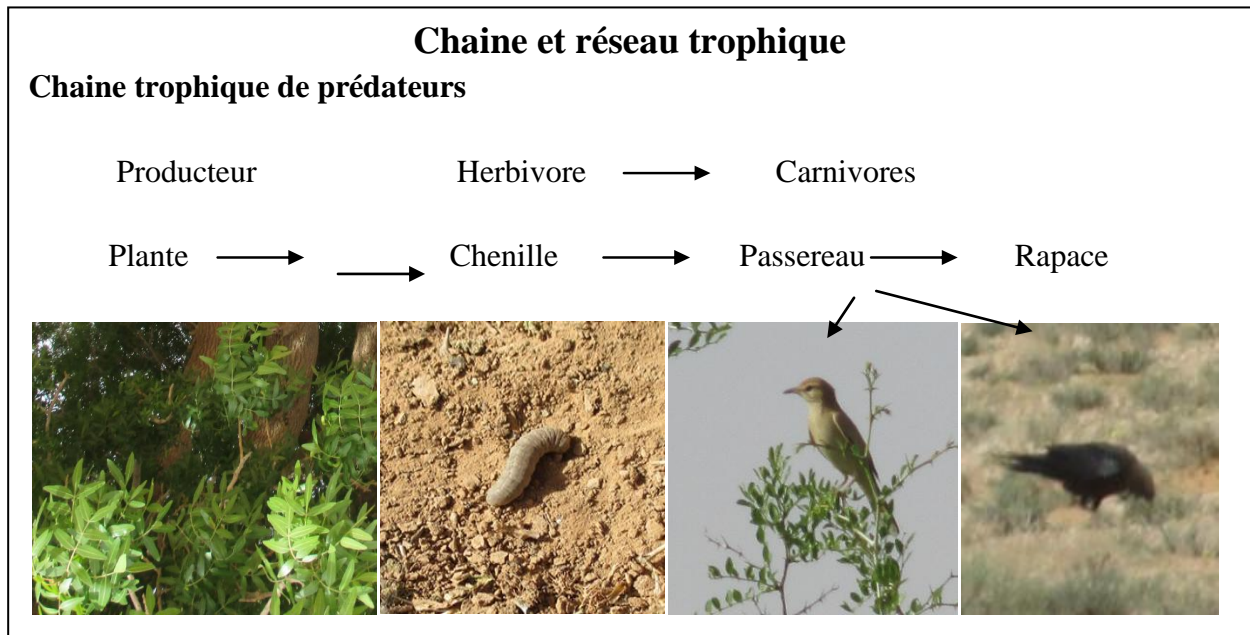 Chaine et réseau trophique
Chaine trophique de prédateurs
Producteur Herbivore Carnivores
Plante Chenille Passereau Rapace